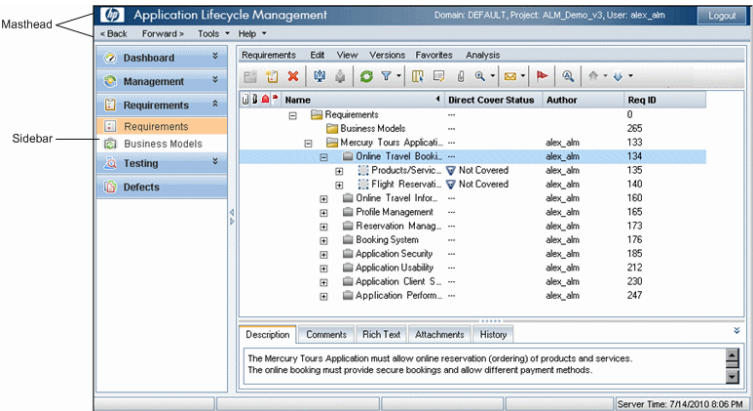 Masthead
hp Application Lifecycle Management Domain: DEFAULT, Project: ALM_Demo_v3, User: alex_alm Logout
< Back Forward > Tools Help
Dashboard
Management
Requirements
Requirements
Sidebar
Business Models
Testing
Defects
Requirements Edit View Versions Favorites Analysis
Name Direct Cover Status Author Req ID
Requirements --- 0
Business Models --- 265
Mercury Tours Applicati... --- alex_alm 133
Online Travel Booki... --- alex_alm 134
Products/Servic... Not Covered alex_alm 135
Flight Reservati... Not Covered alex_alm 140
Online Travel Infor... --- alex_alm 160
Profile Management --- alex_alm 165
Reservation Manag... --- alex_alm 173
Booking System --- alex_alm 176
Application Security --- alex_alm 185
Application Usability --- alex_alm 212
Application Client S... --- alex_alm 230
Application Perform... --- alex_alm 247
Description Comments Rich Text Attachments History
The Mercury Tours Application must allow online reservation (ordering) of products and services.
The online booking must provide secure bookings and allow different payment methods.
Server Time: 7/14/2010 8:06 PM